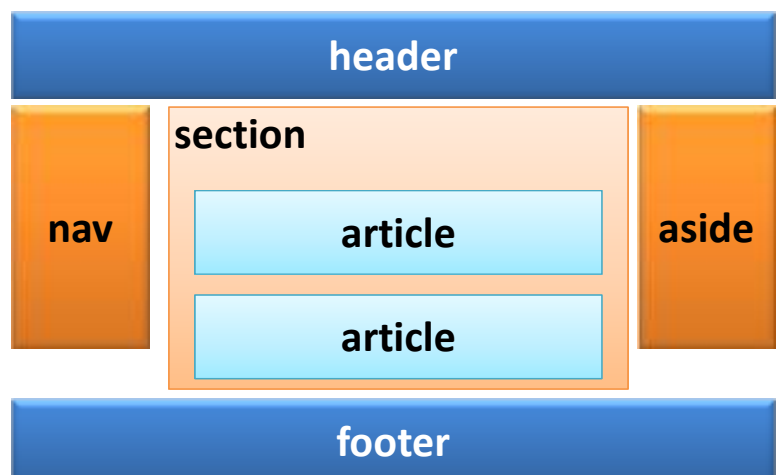 header
section
nav
article
aside
article
footer